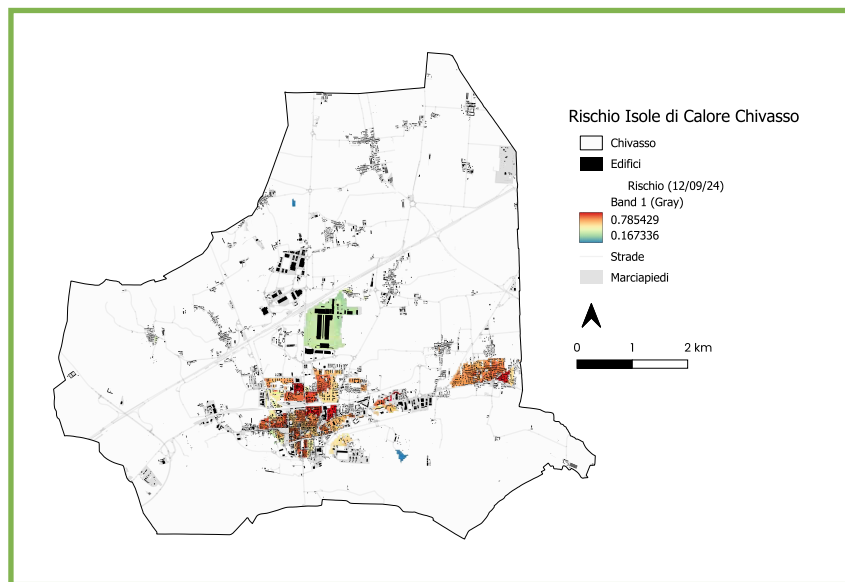 Rischio Isole di Calore Chivasso
Chivasso
Edifici
Rischio (12/09/24)
Band 1 (Gray)
0.785429
0.167336
Strade
Marciapiedi
0 1 2 km